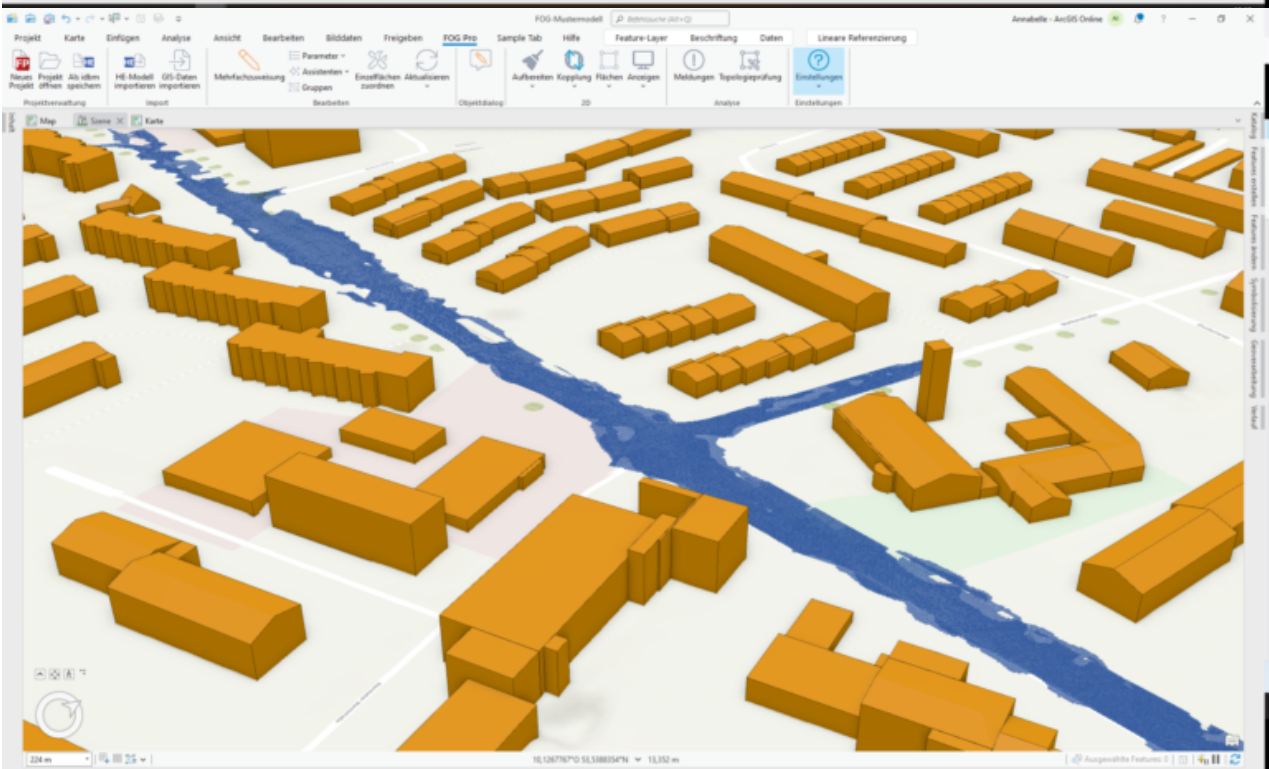 FOG-Mustermodell
Befehlssuche (Alt+Q)
Annabelle - ArcGIS Online
?
Projekt Karte Einfügen Analyse Ansicht Bearbeiten Bilddaten Freigeben FOG Pro Sample Tab Hilfe Feature-Layer Beschriftung Daten Lineare Referenzierung
Neues Projekt
Projekt öffnen
Als idbm speichern
HE-Modell importieren
GIS-Daten importieren
Mehrfachzuweisung
Parameter
Assistenten
Gruppen
Einzelflächen zuordnen
Aktualisieren
Aufbereiten Kopplung Flächen Anzeigen
Meldungen Topologieprüfung
Einstellungen
Projektverwaltung Import Bearbeiten Objektdialog 2D Analyse Einstellungen
Inhalt
Map Szene Karte
Katalog
Features erstellen
Features ändern
Symbolisierung
Geoverarbeitung
Verlauf
224 m
10,1267767°O 53,5388354°N 13,352 m
Ausgewählte Features: 0